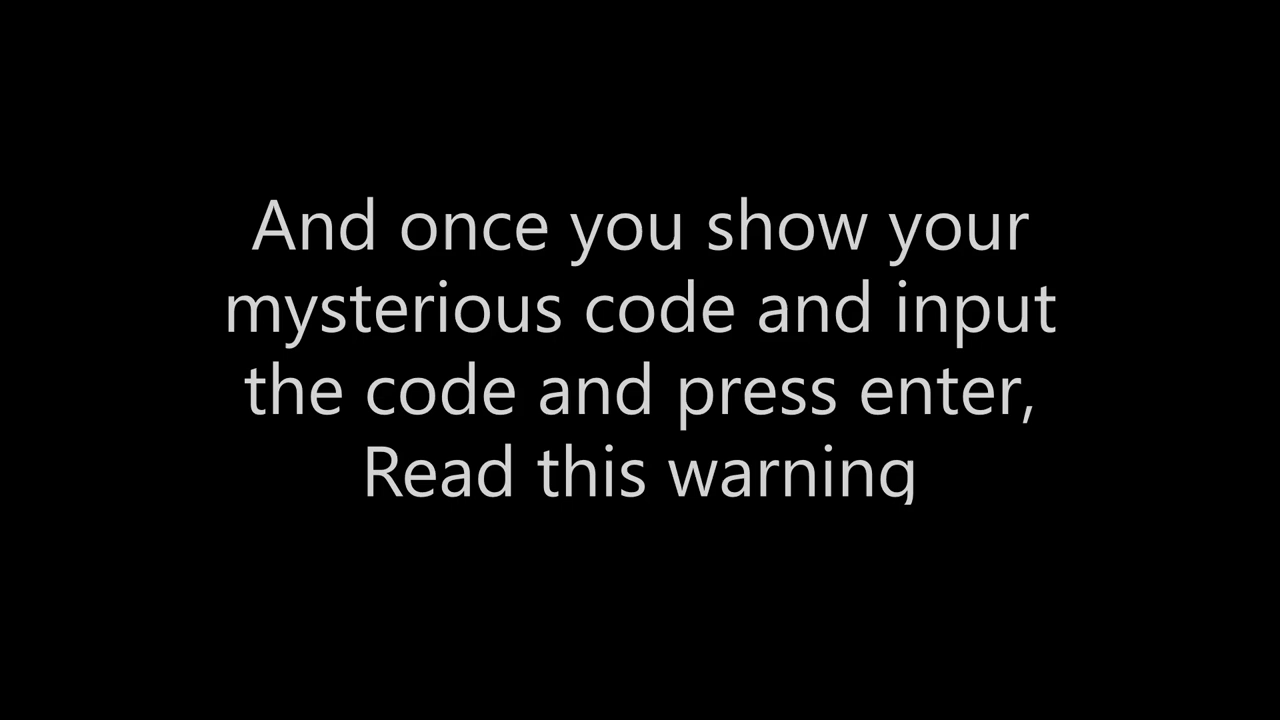 And once you show your
mysterious code and input
the code and press enter,
Read this warning